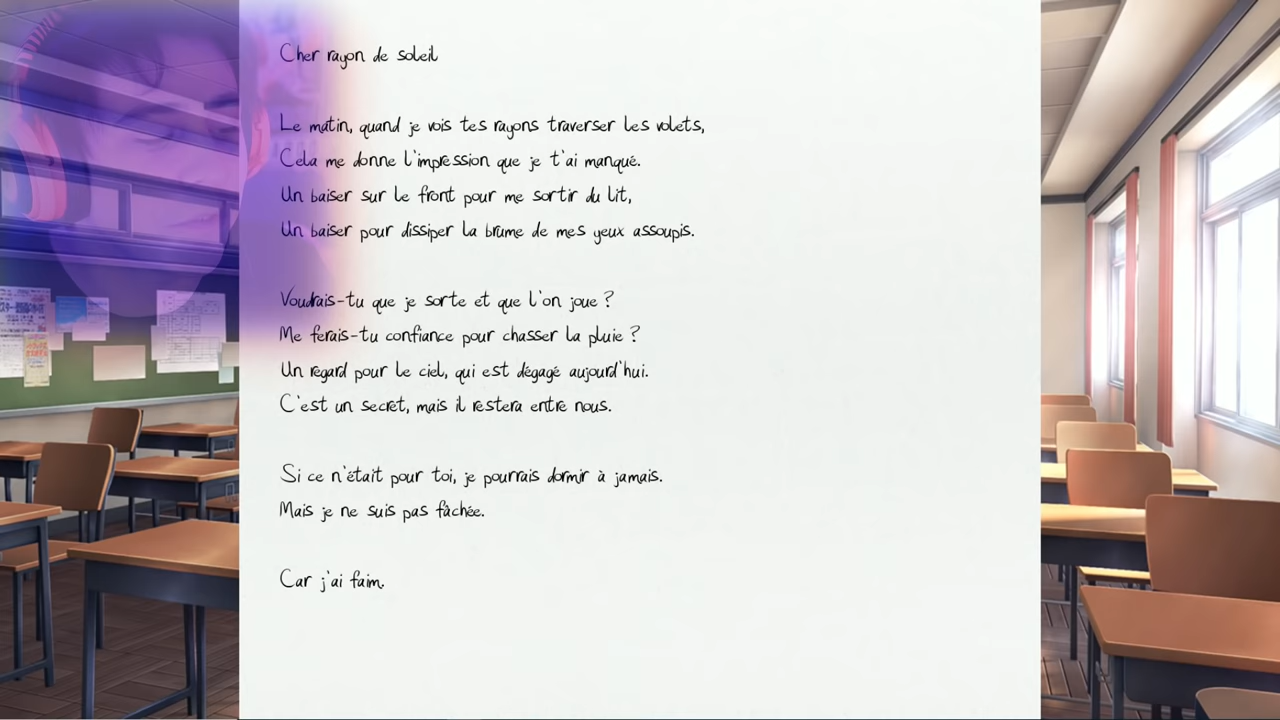 Cher rayon de soleil
Le matin, quand je vois tes rayons traverser les volets,
Cela me donne l'impression que je t'ai manqué.
Un baiser sur le front pour me sortir du lit,
Un baiser pour dissiper la brume de mes yeux assoupis.
Voudrais-tu que je sorte et que l'on joue ?
Me ferais-tu confiance pour chasser la pluie ?
Un regard pour le ciel, qui est dégagé aujourd'hui.
C'est un secret, mais il restera entre nous.
Si ce n'était pour toi, je pourrais dormir à jamais.
Mais je ne suis pas fâchée.
Car j'ai faim.